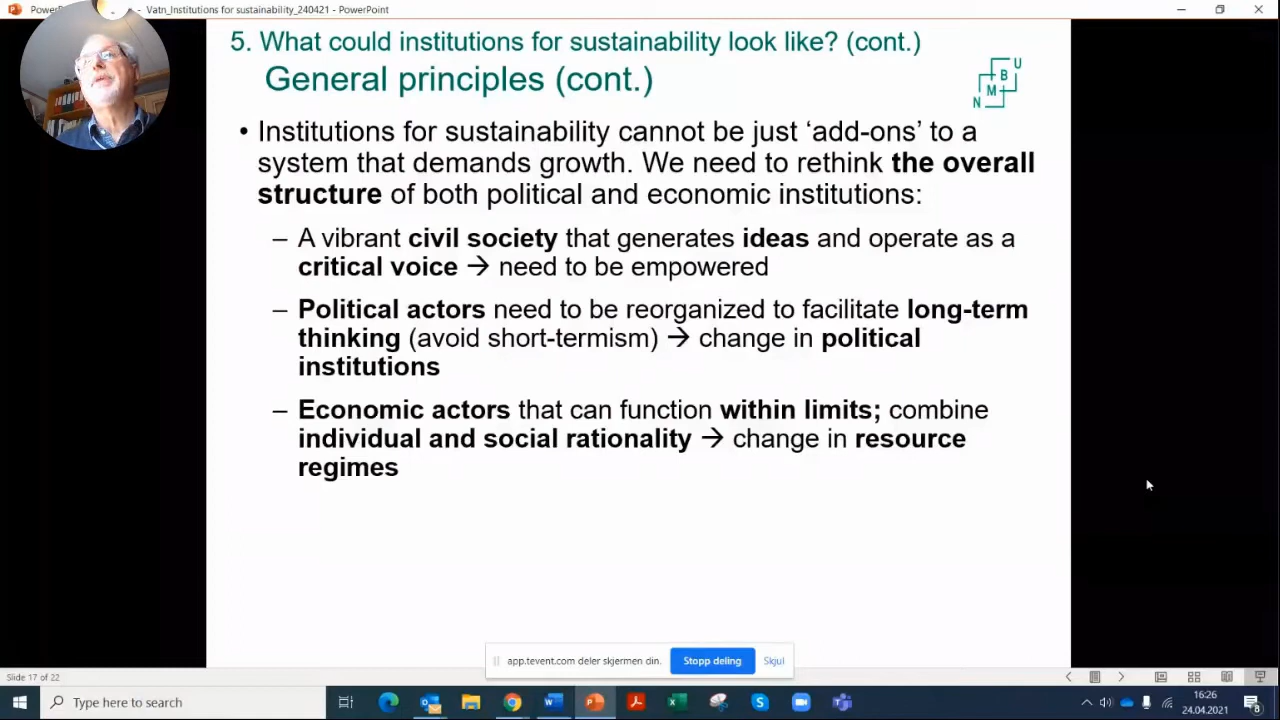 Vatn_Institutions for sustainability_240421 - PowerPoint
5. What could institutions for sustainability look like? (cont.)
General principles (cont.)
N M B U
• Institutions for sustainability cannot be just ‘add-ons’ to a
system that demands growth. We need to rethink the overall
structure of both political and economic institutions:
– A vibrant civil society that generates ideas and operate as a
critical voice → need to be empowered
– Political actors need to be reorganized to facilitate long-term
thinking (avoid short-termism) → change in political
institutions
– Economic actors that can function within limits; combine
individual and social rationality → change in resource
regimes
app.tevent.com deler skjermen din.
Stopp deling
Skjul
Slide 17 of 22
Type here to search
16:26
24.04.2021